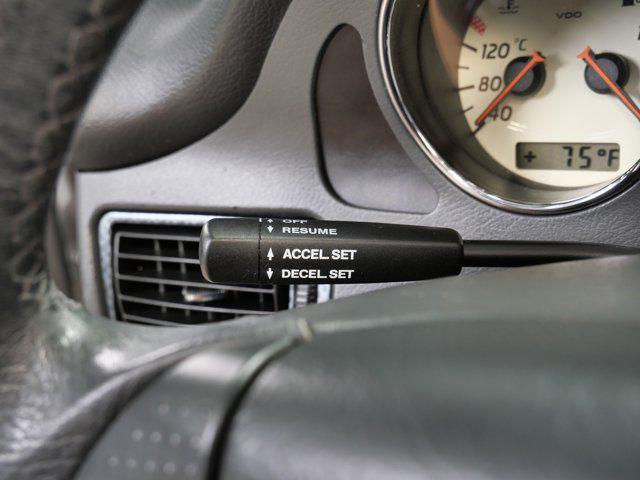 VDO
120 °C
80
40
+ 75°F
OFF
RESUME
ACCEL. SET
DECEL. SET